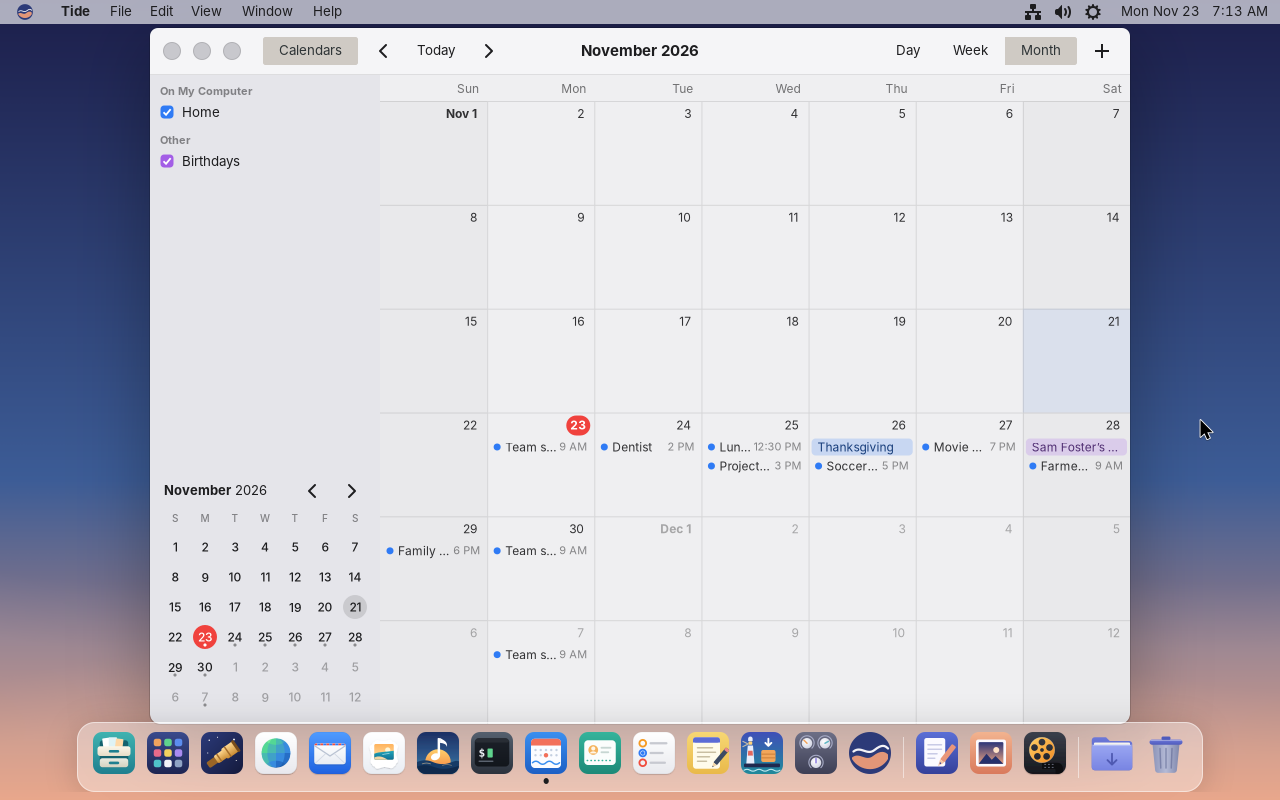 Tide File Edit View Window Help Mon Nov 23 7:13 AM
Calendars Today November 2026 Day Week Month
On My Computer
Home
Other
Birthdays
Sun Mon Tue Wed Thu Fri Sat
Nov 1 2 3 4 5 6 7
8 9 10 11 12 13 14
15 16 17 18 19 20 21
22 23 24 25 26 27 28
Team s... 9 AM Dentist 2 PM Lun... 12:30 PM Thanksgiving Movie ... 7 PM Sam Foster's ...
Project... 3 PM Soccer... 5 PM Farme... 9 AM
29 30 Dec 1 2 3 4 5
Family ... 6 PM Team s... 9 AM
6 7 8 9 10 11 12
Team s... 9 AM
November 2026
S M T W T F S
1 2 3 4 5 6 7
8 9 10 11 12 13 14
15 16 17 18 19 20 21
22 23 24 25 26 27 28
29 30 1 2 3 4 5
6 7 8 9 10 11 12
$